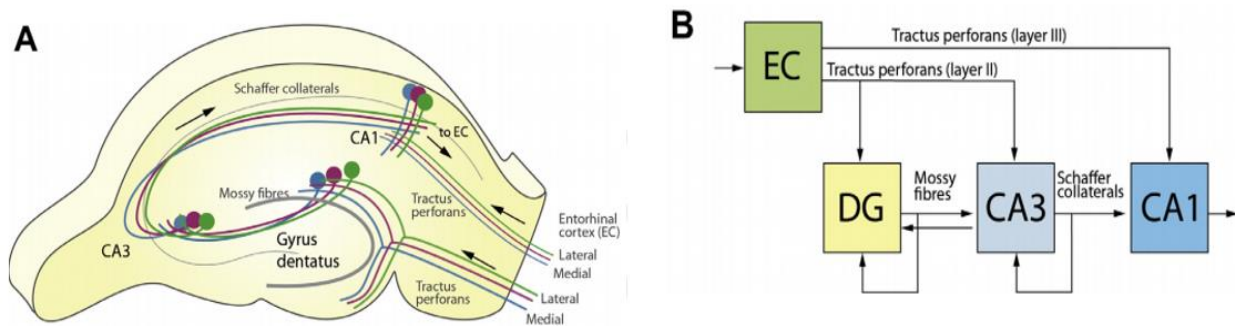 A
Schaffer collaterals
CA1
to EC
Mossy fibres
Tractus
perforans
Entorhinal
cortex (EC)
Lateral
Medial
CA3
Gyrus
dentatus
Tractus
perforans
Lateral
Medial
B
EC
Tractus perforans (layer III)
Tractus perforans (layer II)
DG
Mossy
fibres
CA3
Schaffer
collaterals
CA1